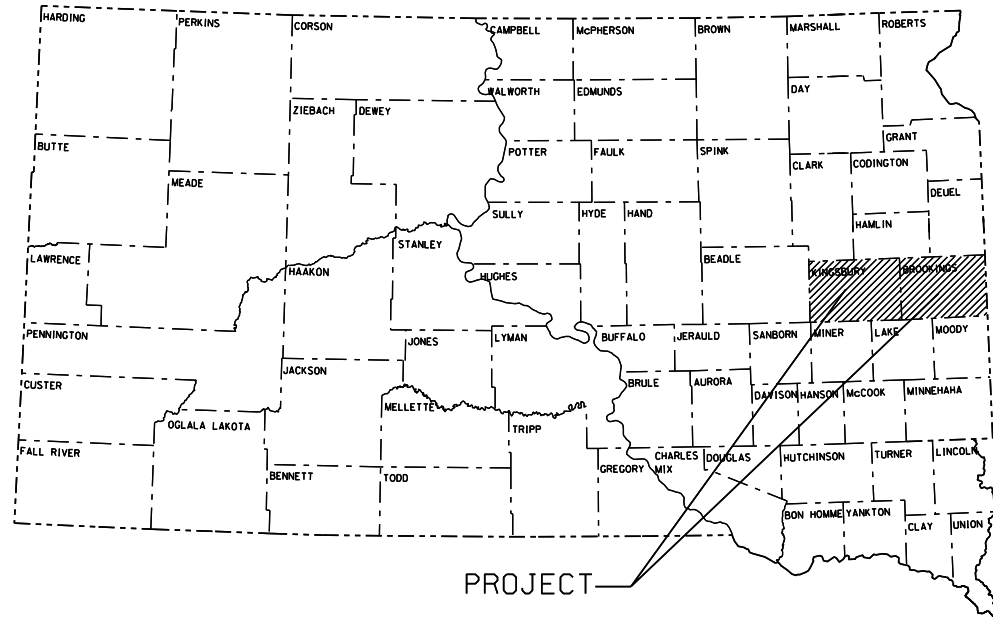 HARDING
PERKINS
CORSON
CAMPBELL
McPHERSON
BROWN
MARSHALL
ROBERTS
WALWORTH
EDMUNDS
DAY
ZIEBACH
DEWEY
GRANT
BUTTE
POTTER
FAULK
SPINK
CLARK
CODINGTON
MEADE
DEUEL
SULLY
HYDE
HAND
HAMLIN
LAWRENCE
STANLEY
BEADLE
HAAKON
HUGHES
KINGSBURY
BROOKINGS
PENNINGTON
JONES
LYMAN
BUFFALO
JERAULD
SANBORN
MINER
LAKE
MOODY
JACKSON
CUSTER
BRULE
AURORA
DAVISON
HANSON
McCOOK
MINNEHAHA
MELLETTE
OGLALA LAKOTA
TRIPP
FALL RIVER
BENNETT
TODD
GREGORY
CHARLES
MIX
DOUGLAS
HUTCHINSON
TURNER
LINCOLN
BON HOMME
YANKTON
CLAY
UNION
PROJECT